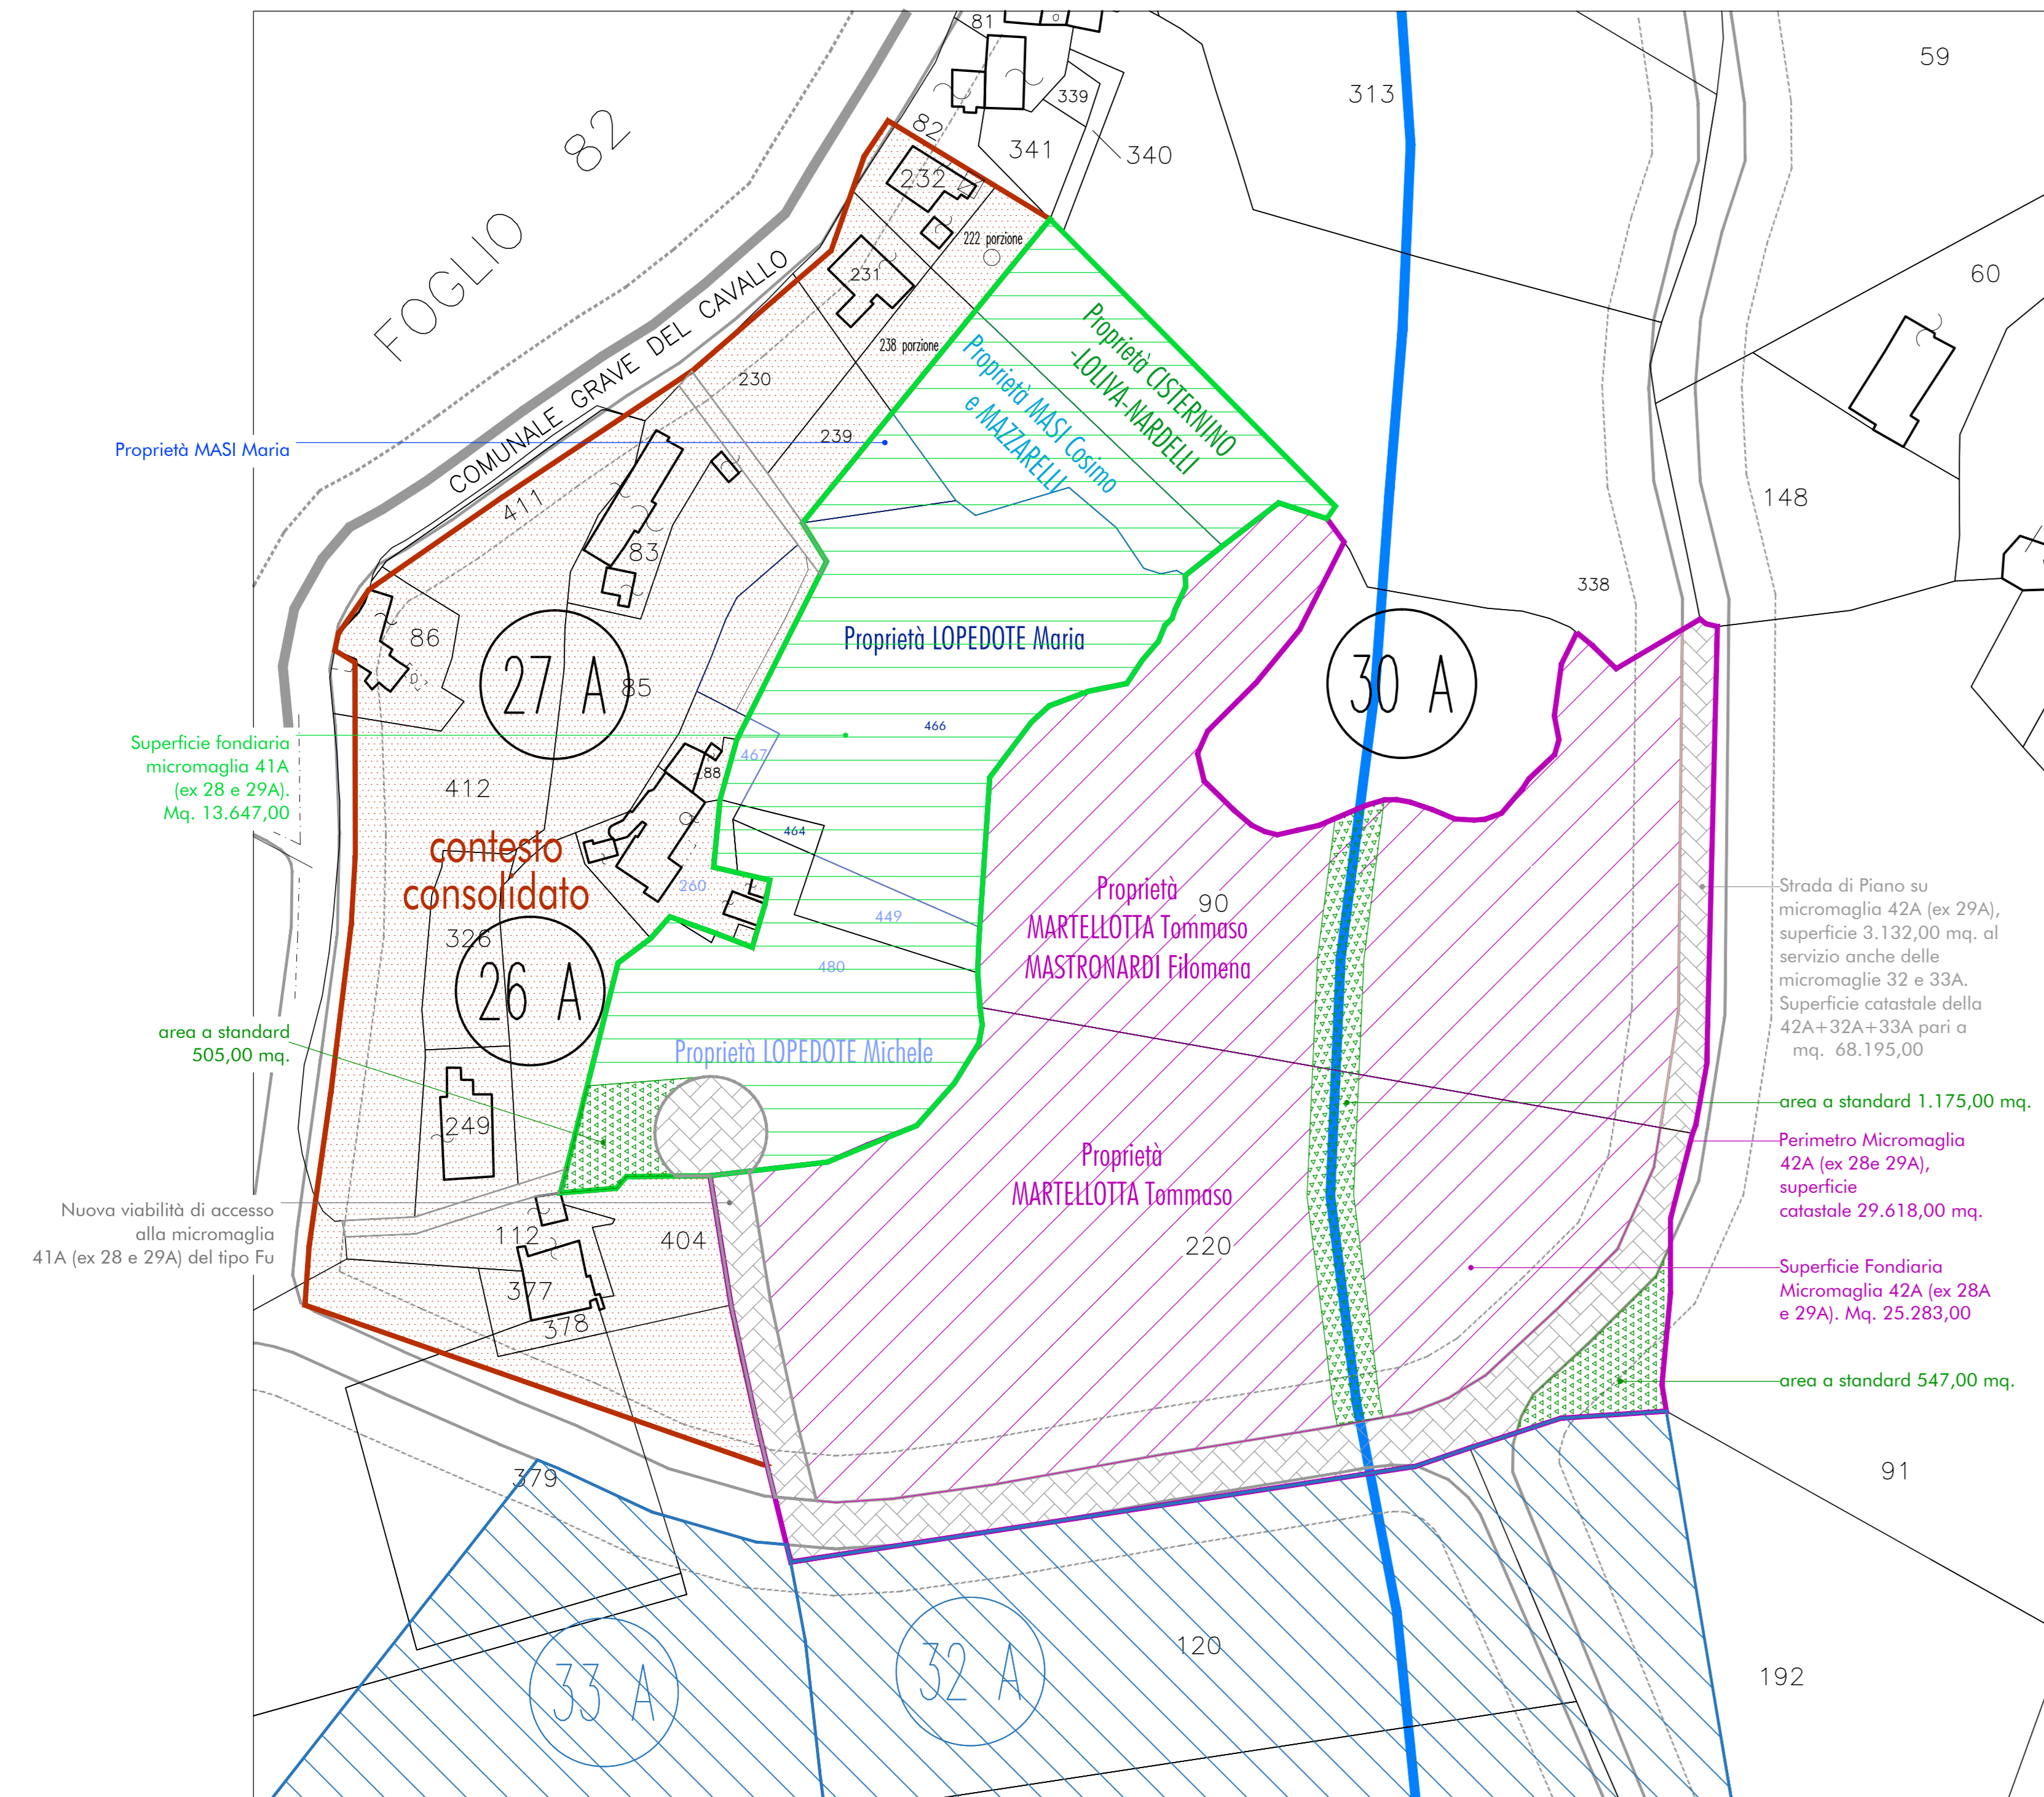 81
59
82
FOGLIO
313
339
82
341
340
232
222 porzione
60
231
COMUNALE GRAVE DEL CAVALLO
238 porzione
230
Proprietà CISTERNINO
-LOLIVA-NARDELLI
Proprietà MASI Cosimo
e MAZZARELLI
239
Proprietà MASI Maria
411
148
83
338
86
Proprietà LOPEDOTE Maria
27 A
85
30 A
466
467
Superficie fondiaria
micromaglia 41A
(ex 28 e 29A).
Mq. 13.647,00
88
412
464
contesto
consolidato
260
449
Proprietà
MARTELLOTTA Tommaso
MASTRONARDI Filomena
90
Strada di Piano su
micromaglia 42A (ex 29A),
superficie 3.132,00 mq. al
servizio anche delle
micromaglie 32 e 33A.
Superficie catastale della
42A+32A+33A pari a
mq. 68.195,00
326
480
26 A
area a standard
505,00 mq.
Proprietà LOPEDOTE Michele
area a standard 1.175,00 mq.
249
Perimetro Micromaglia
42A (ex 28e 29A),
superficie
catastale 29.618,00 mq.
Proprietà
MARTELLOTTA Tommaso
Nuova viabilità di accesso
alla micromaglia
41A (ex 28 e 29A) del tipo Fu
112
404
220
Superficie Fondiaria
Micromaglia 42A (ex 28A
e 29A). Mq. 25.283,00
377
378
area a standard 547,00 mq.
379
91
120
32 A
33 A
192